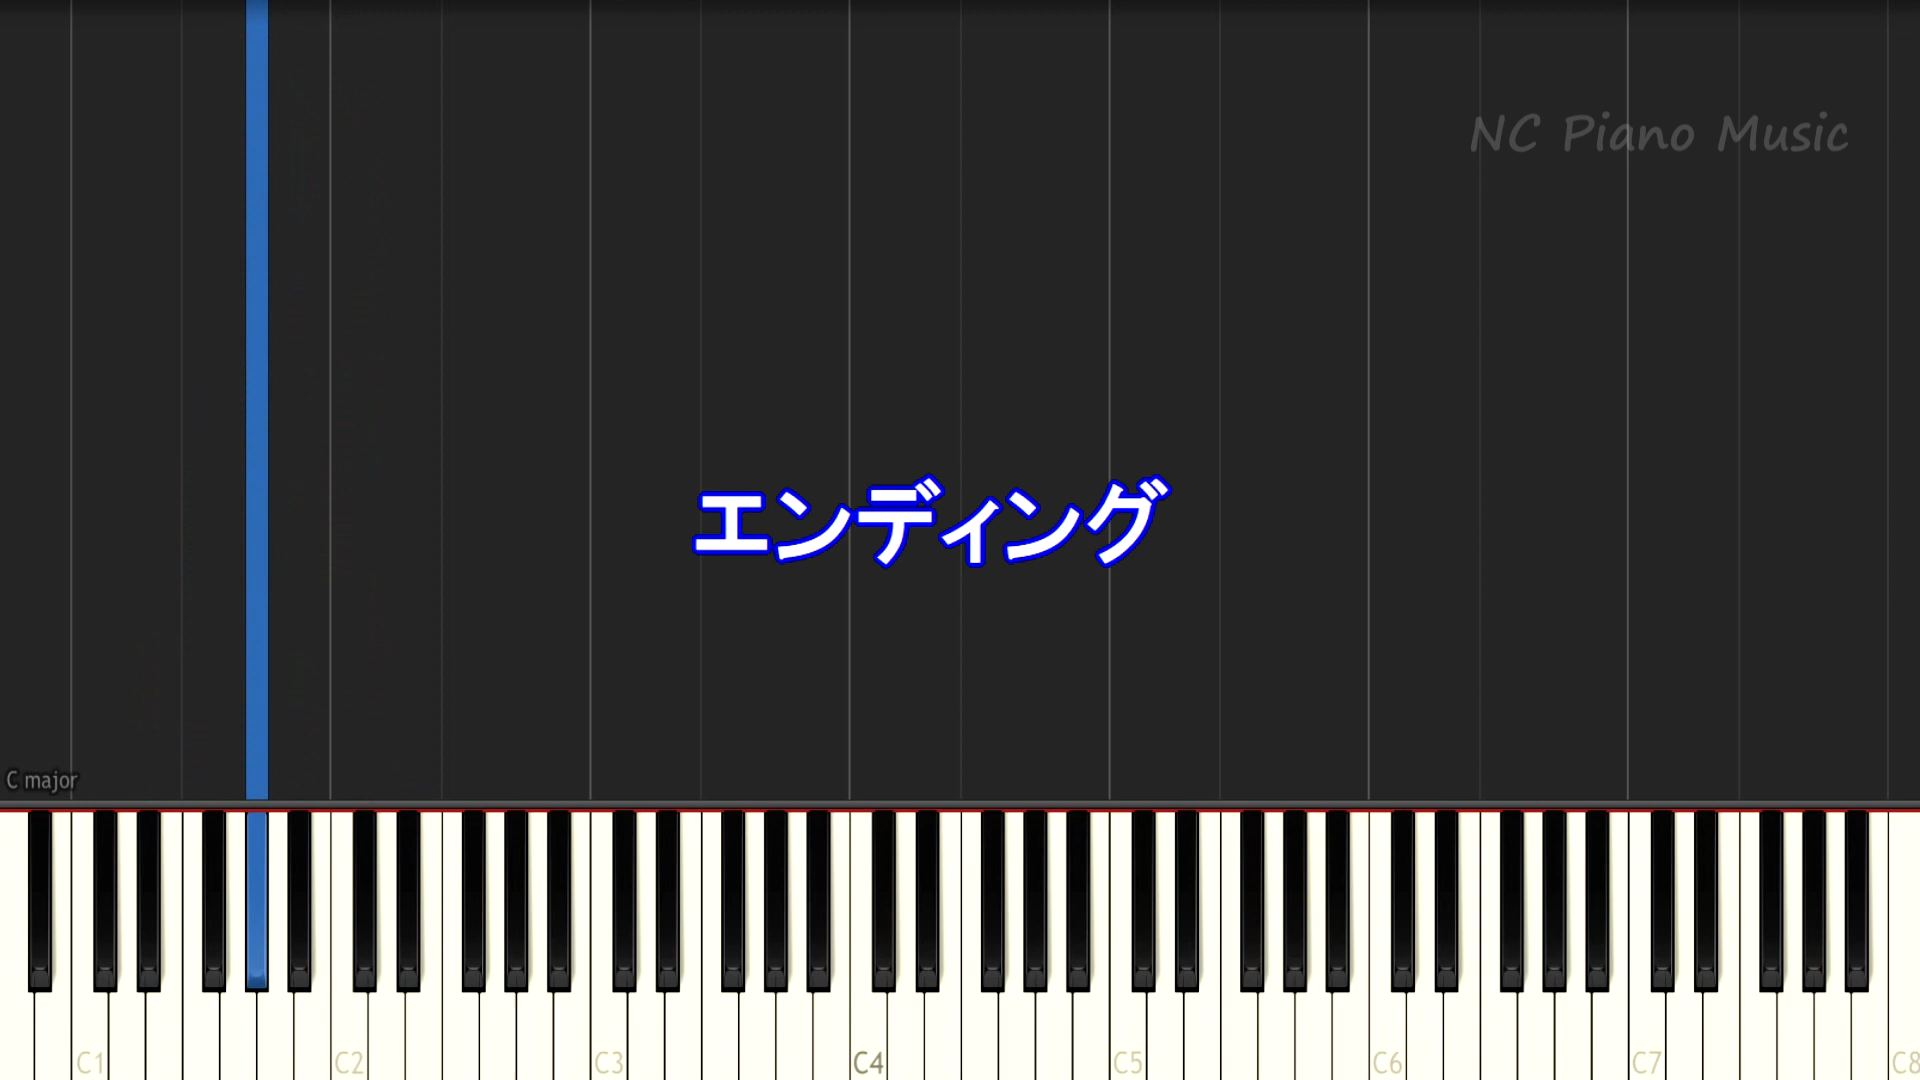 NC Piano Music
エンディング
C major
C1 C2 C3 C4 C5 C6 C7 C8